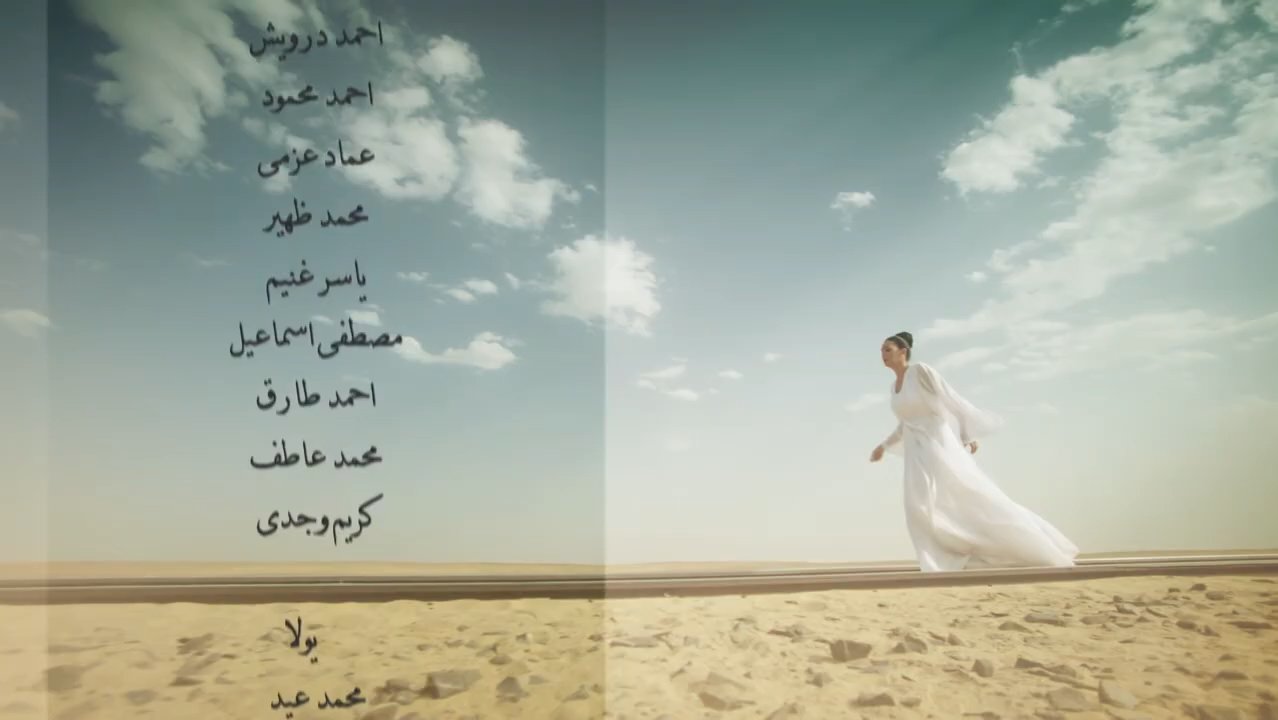 احمد درويش
احمد محمود
عماد عزمى
محمد ظهير
ياسر غنيم
مصطفى اسماعيل
احمد طارق
محمد عاطف
كريم وجدى
يولا
محمد عيد